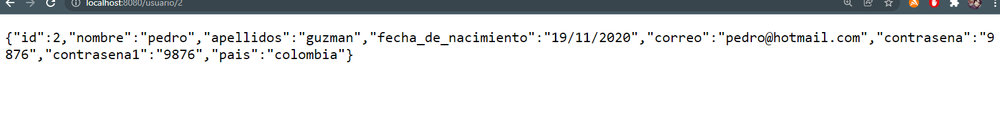 localhost:8080/usuario/2
{"id":2,"nombre":"pedro","apellidos":"guzman","fecha_de_nacimiento":"19/11/2020","correo":"pedro@hotmail.com","contrasena":"9
876","contrasena1":"9876","pais":"colombia"}